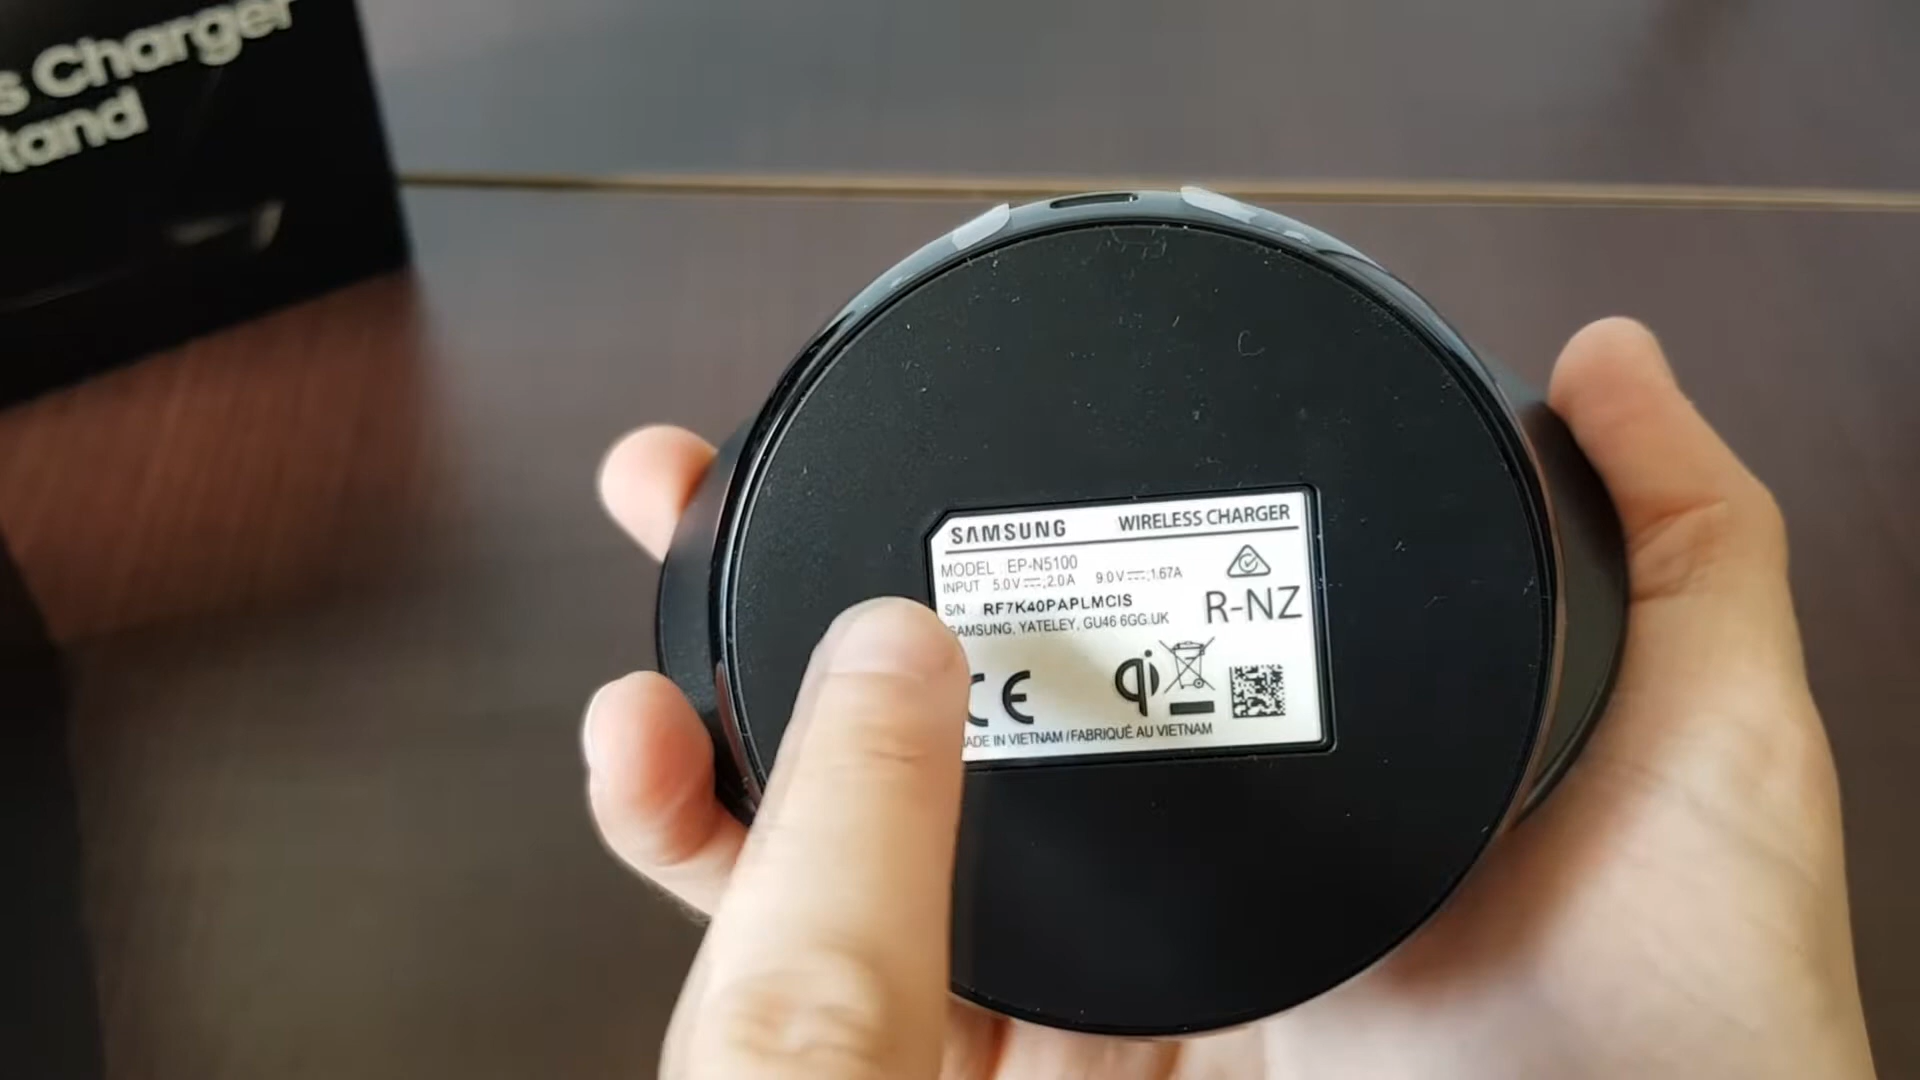 s Charger
tand
SAMSUNG WIRELESS CHARGER
MODEL EP-N5100
INPUT 5.0V⎓;2.0A 9.0V⎓;1.67A
S/N RF7K40PAPLMCIS
SAMSUNG, YATELEY, GU46 6GG.UK
R-NZ
CE qi
ADE IN VIETNAM / FABRIQUÉ AU VIETNAM